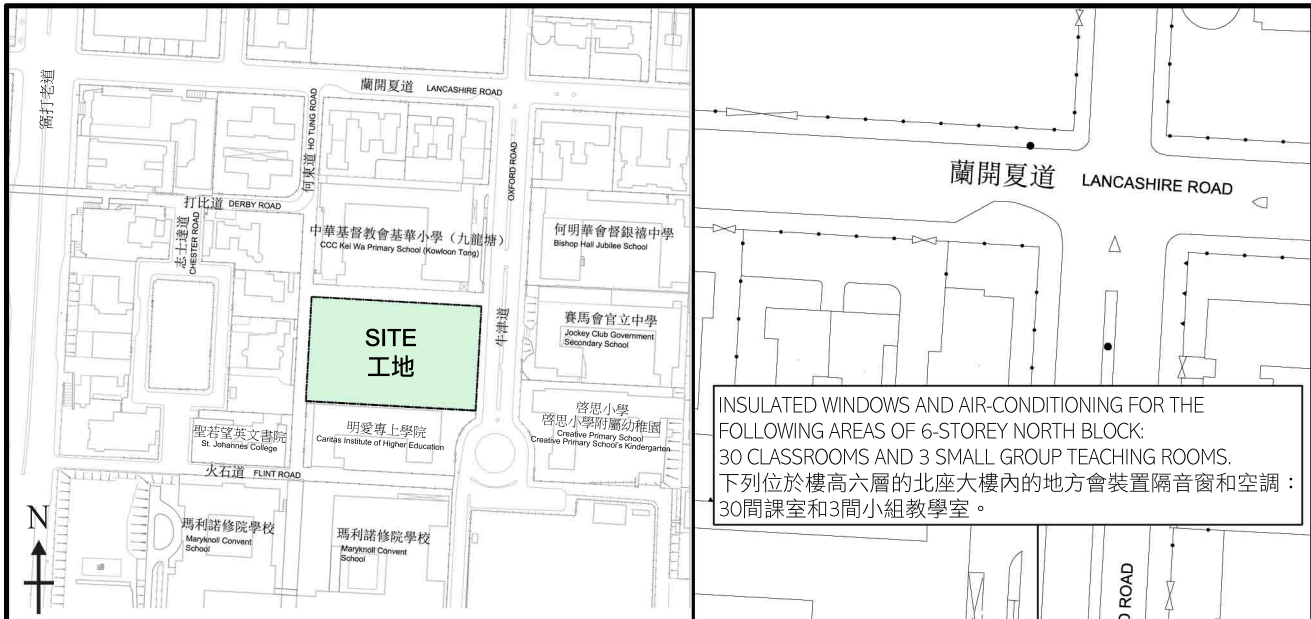 窩打老道
蘭開夏道 LANCASHIRE ROAD
何東道 HO TUNG ROAD
OXFORD ROAD
打比道 DERBY ROAD
志士達道
CHESTER ROAD
中華基督教會基華小學（九龍塘）
CCC Kei Wa Primary School (Kowloon Tong)
何明華會督銀禧中學
Bishop Hall Jubilee School
SITE
工地
牛津道
賽馬會官立中學
Jockey Club Government
Secondary School
聖若望英文書院
St. Johannes College
明愛專上學院
Caritas Institute of Higher Education
啓思小學
啓思小學附屬幼稚園
Creative Primary School
Creative Primary School's Kindergarten
火石道 FLINT ROAD
N
瑪利諾修院學校
Maryknoll Convent
School
瑪利諾修院學校
Maryknoll Convent
School
蘭開夏道 LANCASHIRE ROAD
INSULATED WINDOWS AND AIR-CONDITIONING FOR THE
FOLLOWING AREAS OF 6-STOREY NORTH BLOCK:
30 CLASSROOMS AND 3 SMALL GROUP TEACHING ROOMS.
下列位於樓高六層的北座大樓內的地方會裝置隔音窗和空調：
30間課室和3間小組教學室。
D ROAD